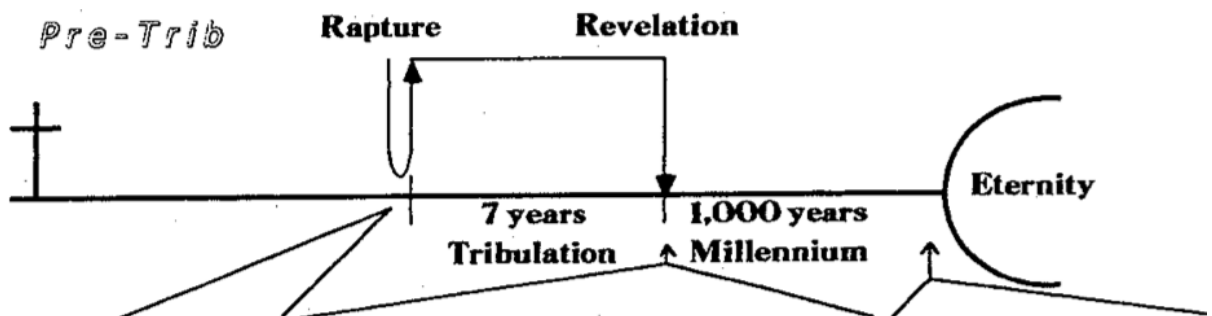 Pre-Trib
Rapture
Revelation
Eternity
7 years
1,000 years
Tribulation
Millennium